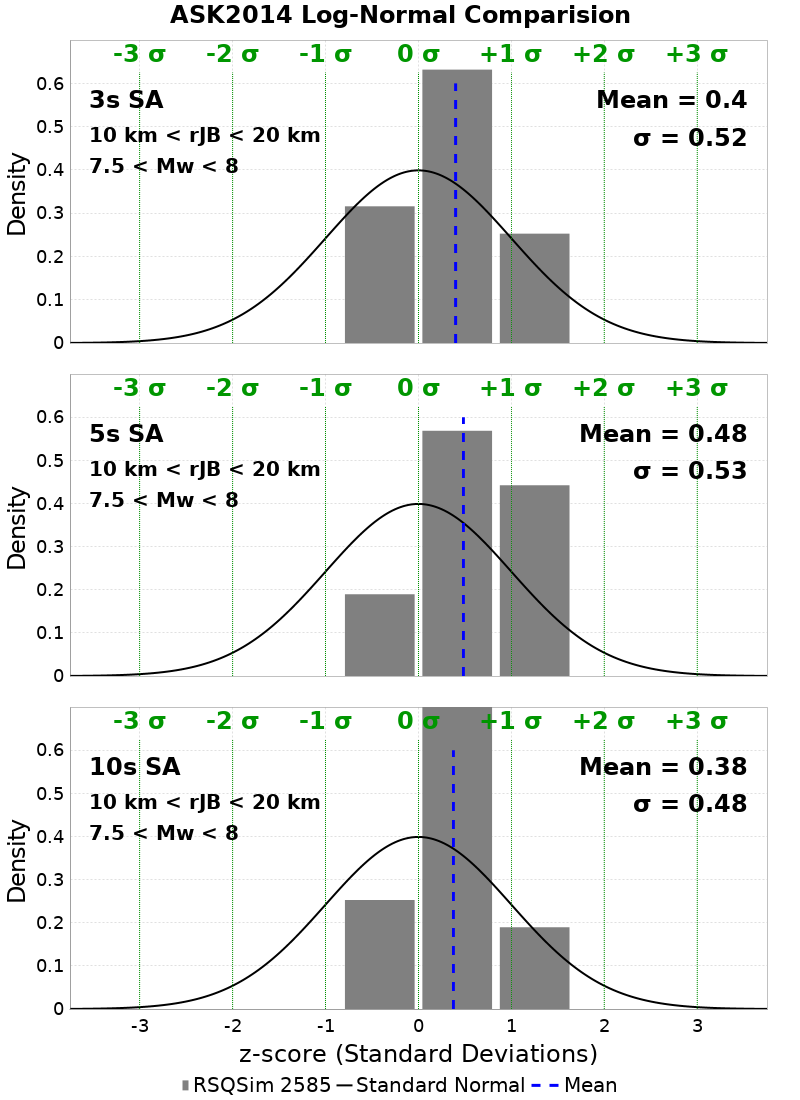 ASK2014 Log-Normal Comparision
-3 σ -2 σ -1 σ 0 σ +1 σ +2 σ +3 σ
3s SA
10 km < rJB < 20 km
7.5 < Mw < 8
Mean = 0.4
σ = 0.52
Density
0.6
0.5
0.4
0.3
0.2
0.1
0
-3 σ -2 σ -1 σ 0 σ +1 σ +2 σ +3 σ
5s SA
10 km < rJB < 20 km
7.5 < Mw < 8
Mean = 0.48
σ = 0.53
Density
0.6
0.5
0.4
0.3
0.2
0.1
0
-3 σ -2 σ -1 σ 0 σ +1 σ +2 σ +3 σ
10s SA
10 km < rJB < 20 km
7.5 < Mw < 8
Mean = 0.38
σ = 0.48
Density
0.6
0.5
0.4
0.3
0.2
0.1
0
-3 -2 -1 0 1 2 3
z-score (Standard Deviations)
RSQSim 2585 Standard Normal Mean